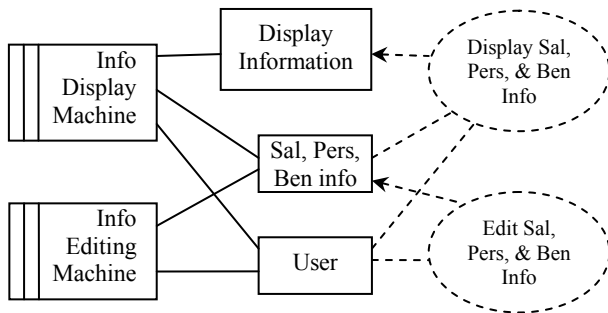 Info
Display
Machine
Display
Information
Display Sal,
Pers, & Ben
Info
Sal, Pers,
Ben info
Info
Editing
Machine
User
Edit Sal,
Pers, & Ben
Info